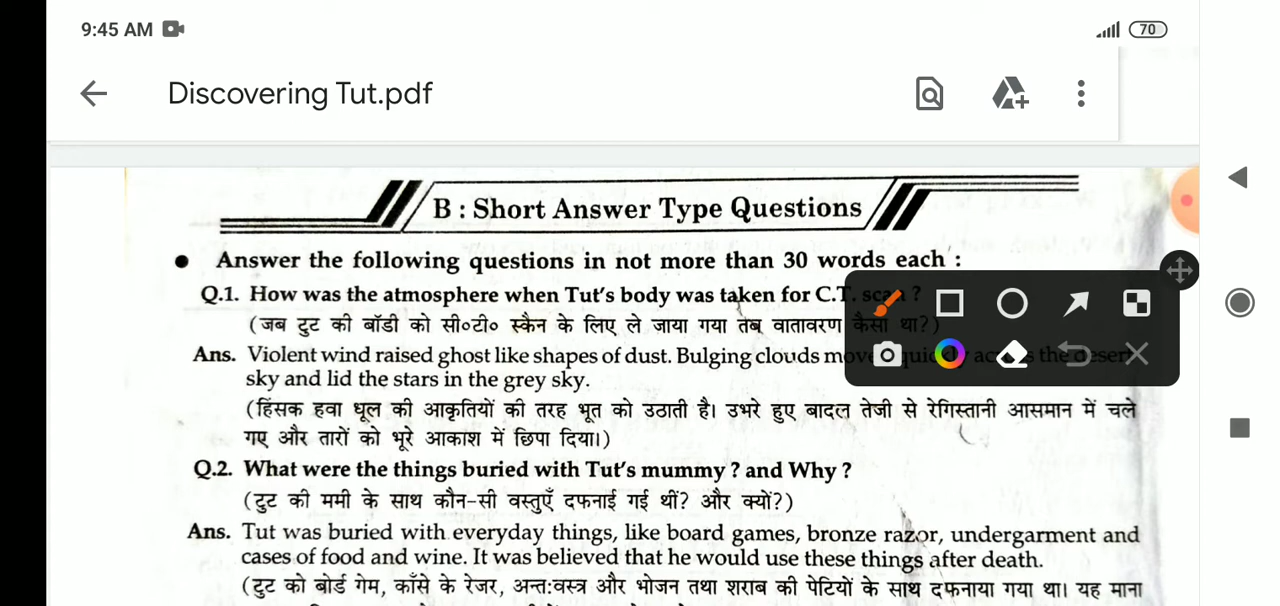 9:45 AM
70
Discovering Tut.pdf
B : Short Answer Type Questions
● Answer the following questions in not more than 30 words each :
Q.1. How was the atmosphere when Tut's body was taken for C.T. scan ?
(जब टुट की बॉडी को सी०टी० स्कैन के लिए ले जाया गया तब वातावरण कैसा था?)
Ans. Violent wind raised ghost like shapes of dust. Bulging clouds moved quickly across the desert
sky and lid the stars in the grey sky.
(हिंसक हवा धूल की आकृतियों की तरह भूत को उठाती है। उभरे हुए बादल तेजी से रेगिस्तानी आसमान में चले
गए और तारों को भूरे आकाश में छिपा दिया।)
Q.2. What were the things buried with Tut's mummy ? and Why ?
(टुट की ममी के साथ कौन-सी वस्तुएँ दफनाई गई थीं? और क्यों?)
Ans. Tut was buried with everyday things, like board games, bronze razor, undergarment and
cases of food and wine. It was believed that he would use these things after death.
(टुट को बोर्ड गेम, काँसे के रेजर, अन्त:वस्त्र और भोजन तथा शराब की पेटियों के साथ दफनाया गया था। यह माना